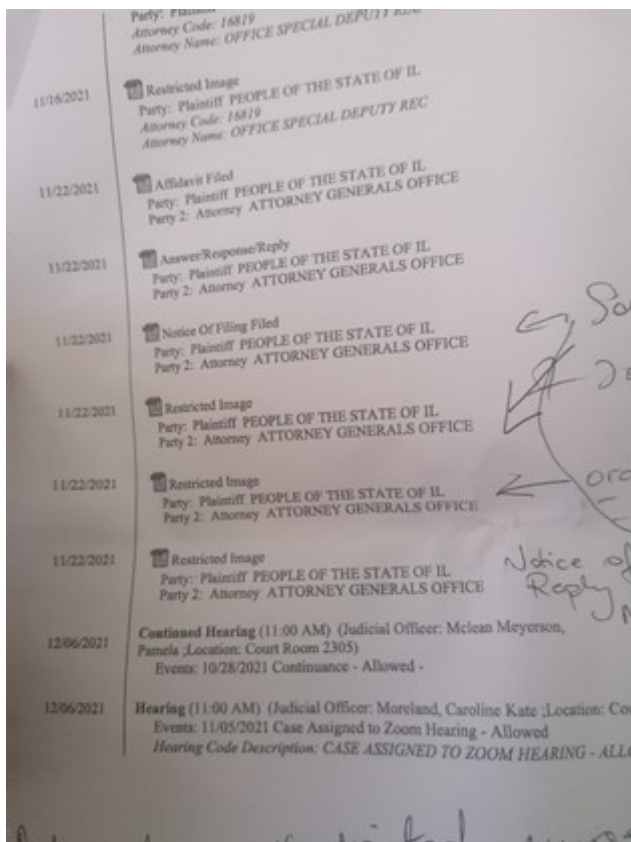 Party:
Attorney Code: 16819
Attorney Name: OFFICE SPECIAL DEPUTY REC
11/16/2021 Restricted Image
Party: Plaintiff PEOPLE OF THE STATE OF IL
Attorney Code: 16819
Attorney Name: OFFICE SPECIAL DEPUTY REC
11/22/2021 Affidavit Filed
Party: Plaintiff PEOPLE OF THE STATE OF IL
Party 2: Attorney ATTORNEY GENERALS OFFICE
11/22/2021 Answer/Response/Reply
Party: Plaintiff PEOPLE OF THE STATE OF IL
Party 2: Attorney ATTORNEY GENERALS OFFICE
11/22/2021 Notice Of Filing Filed
Party: Plaintiff PEOPLE OF THE STATE OF IL
Party 2: Attorney ATTORNEY GENERALS OFFICE
11/22/2021 Restricted Image
Party: Plaintiff PEOPLE OF THE STATE OF IL
Party 2: Attorney ATTORNEY GENERALS OFFICE
11/22/2021 Restricted Image
Party: Plaintiff PEOPLE OF THE STATE OF IL
Party 2: Attorney ATTORNEY GENERALS OFFICE
11/22/2021 Restricted Image
Party: Plaintiff PEOPLE OF THE STATE OF IL
Party 2: Attorney ATTORNEY GENERALS OFFICE
Notice of
Reply
12/06/2021 Continued Hearing (11:00 AM) (Judicial Officer: Mclean Meyerson,
Pamela ;Location: Court Room 2305)
Events: 10/28/2021 Continuance - Allowed -
12/06/2021 Hearing (11:00 AM) (Judicial Officer: Moreland, Caroline Kate ;Location: Cou
Events: 11/05/2021 Case Assigned to Zoom Hearing - Allowed
Hearing Code Description: CASE ASSIGNED TO ZOOM HEARING - ALLO